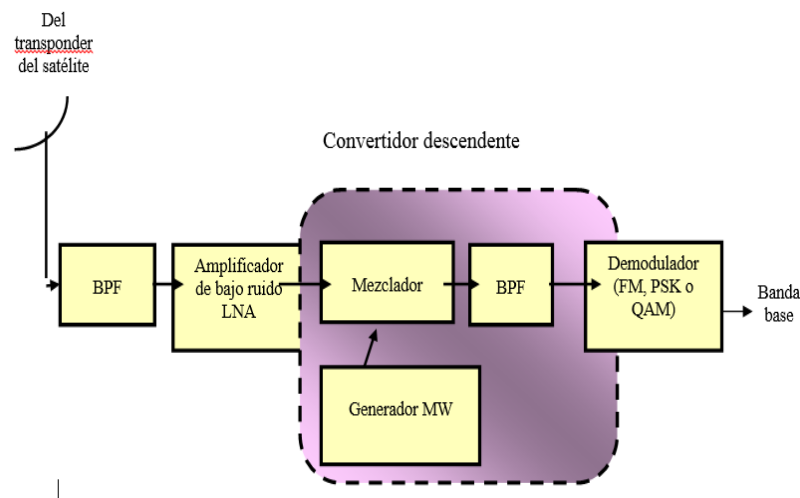 Del
transponder
del satélite
Convertidor descendente
BPF
Amplificador
de bajo ruido
LNA
Mezclador
BPF
Demodulador
(FM, PSK o
QAM)
Banda
base
Generador MW